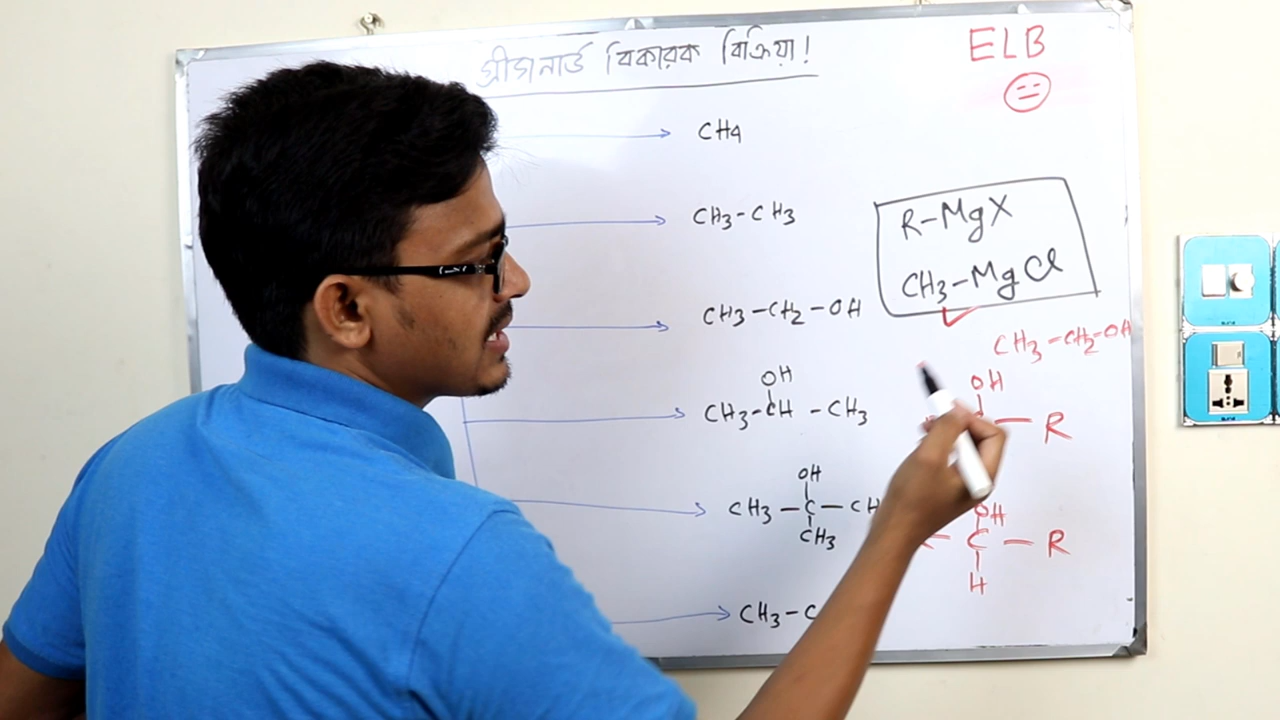 গ্রীগনার্ড বিকারক বিক্রিয়া!
ELB
CH4
CH3-CH3
R-MgX
CH3-MgCl
CH3-CH2-OH
CH3-CH2-OH
OH
CH3-CH-CH3
OH
R
OH
CH3-C-CH
CH3
OH
C-R
H
CH3-C